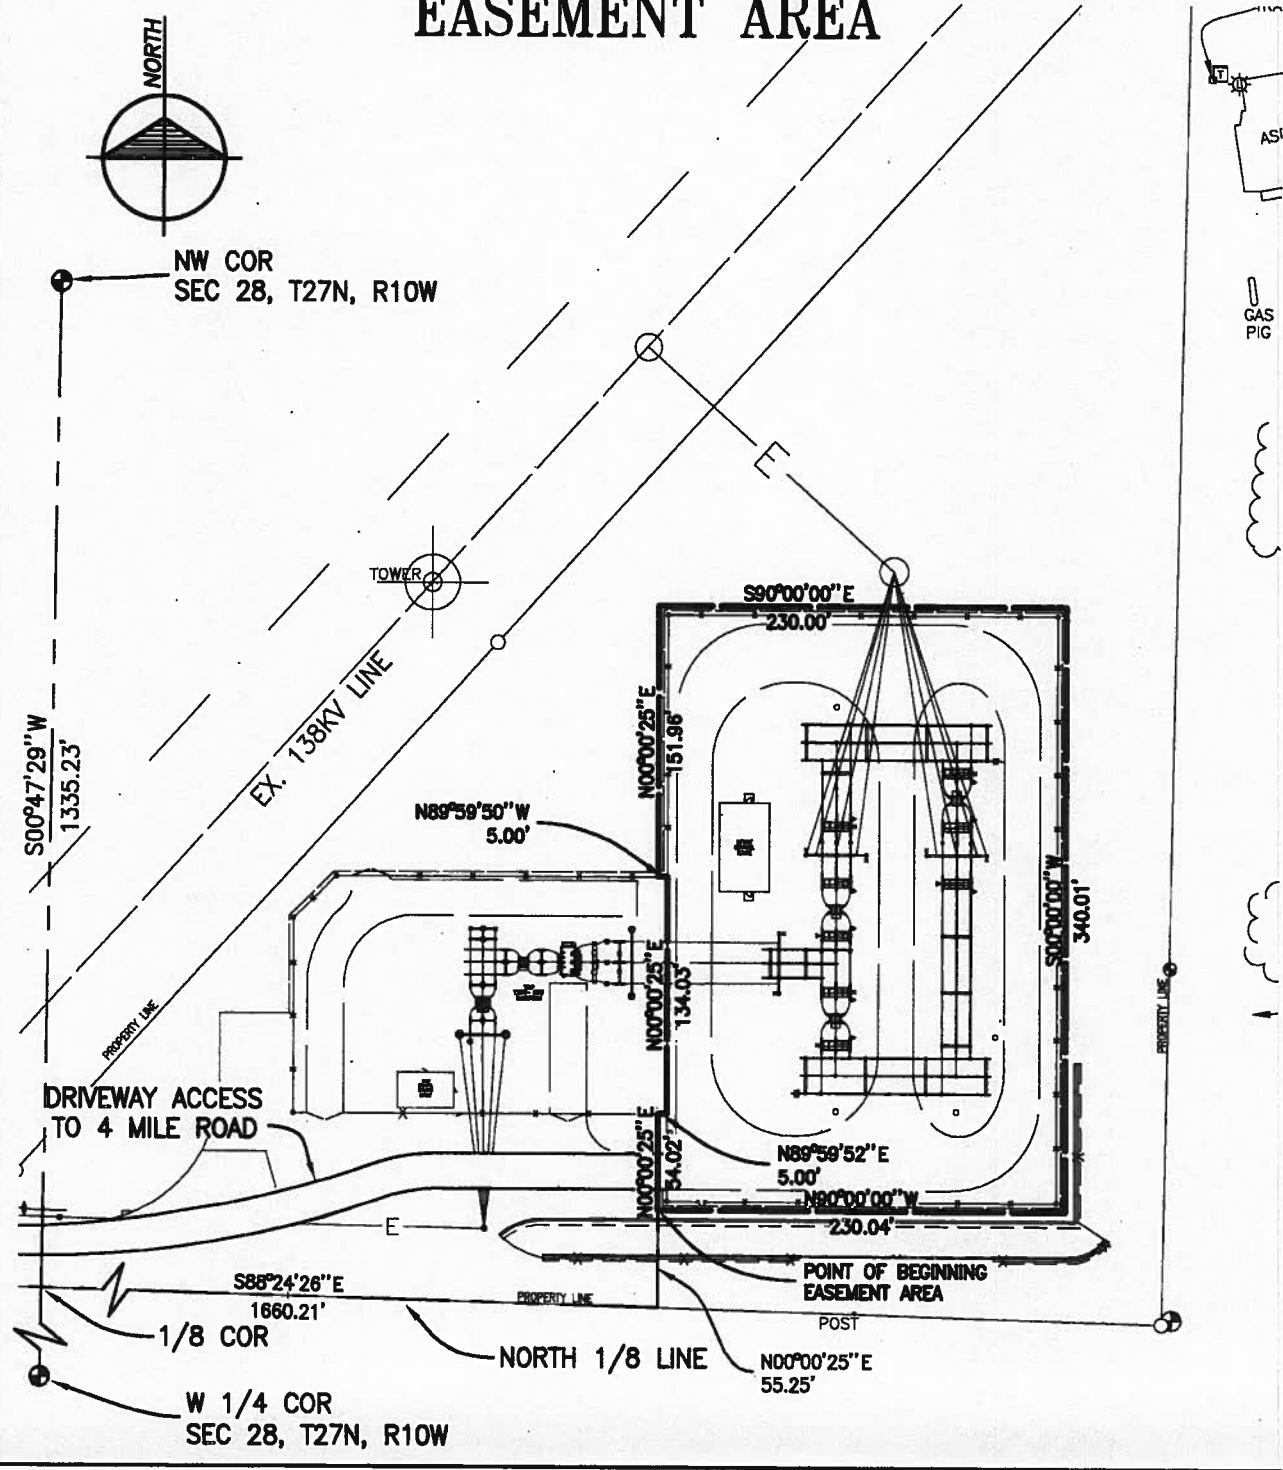 EASEMENT AREA
NORTH
T
NW COR
SEC 28, T27N, R10W
GAS
PIG
E
TOWER
S90°00'00"E
230.00'
EX. 138KV LINE
N00°00'25"E
151.96'
S00°47'29"W
1335.23'
N89°59'50"W
5.00'
S00°00'00"W
340.01'
N00°00'25"E
134.03'
PROPERTY LINE
PROPERTY LINE
DRIVEWAY ACCESS
TO 4 MILE ROAD
N00°00'25"E
54.02'
N89°59'52"E
5.00'
N90°00'00"W
230.04'
E
POINT OF BEGINNING
EASEMENT AREA
S88°24'26"E
1660.21'
PROPERTY LINE
POST
1/8 COR
NORTH 1/8 LINE
N00°00'25"E
55.25'
W 1/4 COR
SEC 28, T27N, R10W